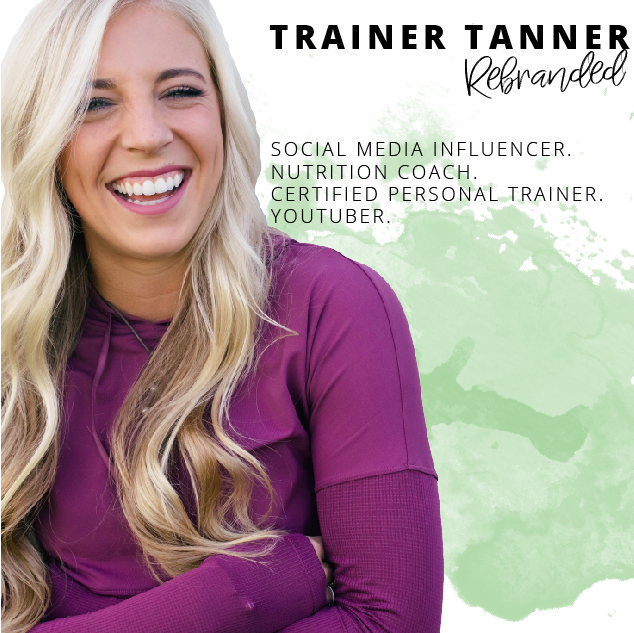 TRAINER TANNER
Rebranded
SOCIAL MEDIA INFLUENCER.
NUTRITION COACH.
CERTIFIED PERSONAL TRAINER.
YOUTUBER.